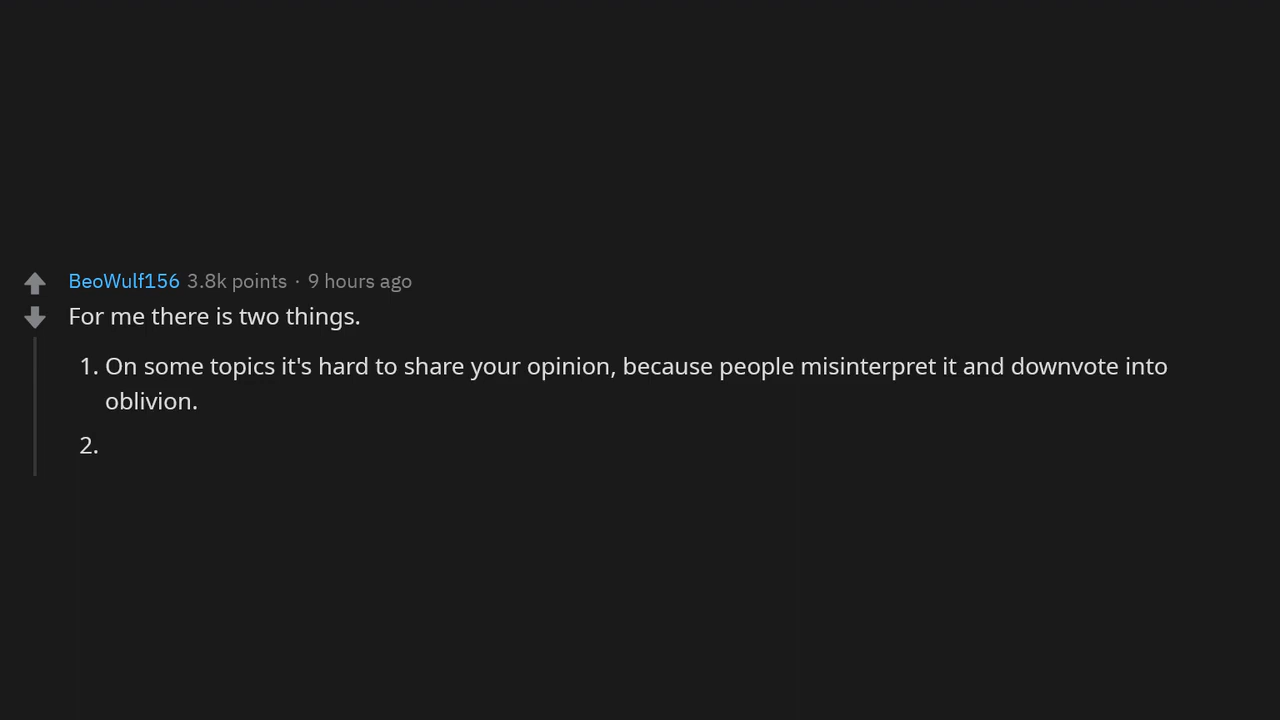 BeoWulf156 3.8k points · 9 hours ago
For me there is two things.
1. On some topics it's hard to share your opinion, because people misinterpret it and downvote into
oblivion.
2.